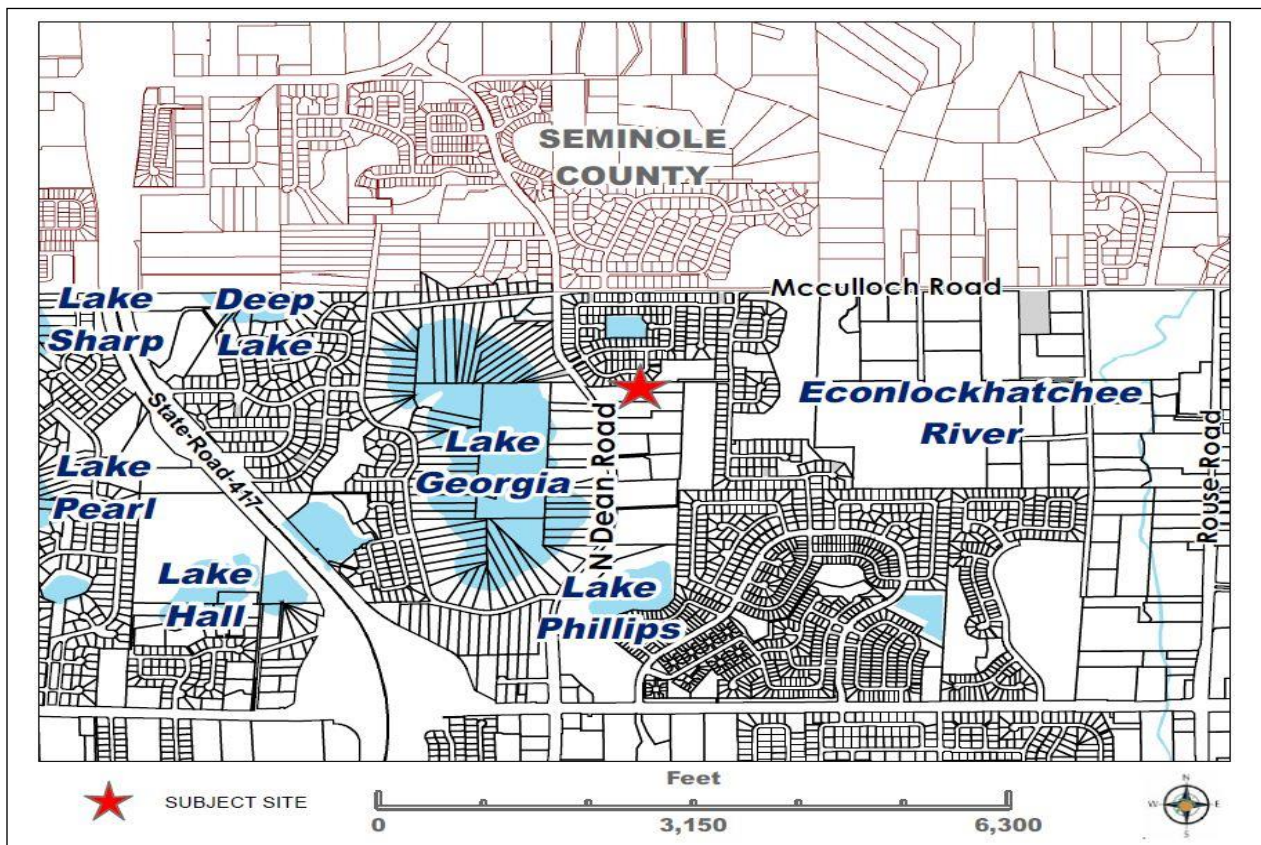 SEMINOLE
COUNTY
Mcculloch Road
Lake
Sharp
Deep
Lake
State-Road-417
Lake
Georgia
N Dean Road
Econlockhatchee
River
Rouse Road
Lake
Pearl
Lake
Hall
Lake
Phillips
SUBJECT SITE
Feet
0
3,150
6,300
N
W
E
S